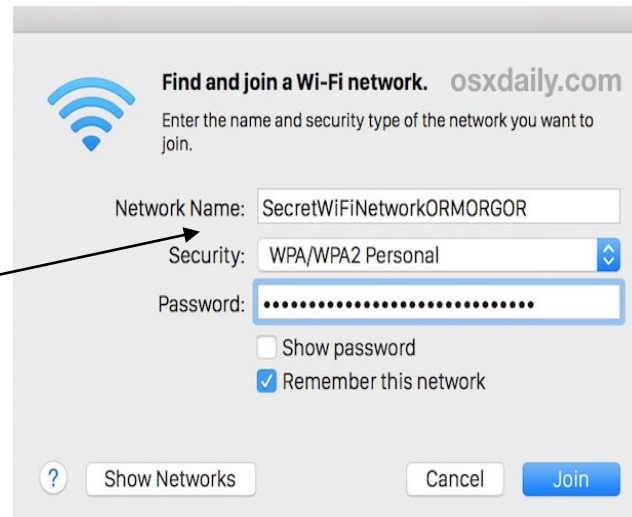 Find and join a Wi-Fi network. osxdaily.com
Enter the name and security type of the network you want to
join.
Network Name: SecretWiFiNetworkORMORGOR
Security: WPA/WPA2 Personal
Password: ••••••••••••••••••••••••••••••
Show password
Remember this network
? Show Networks Cancel Join